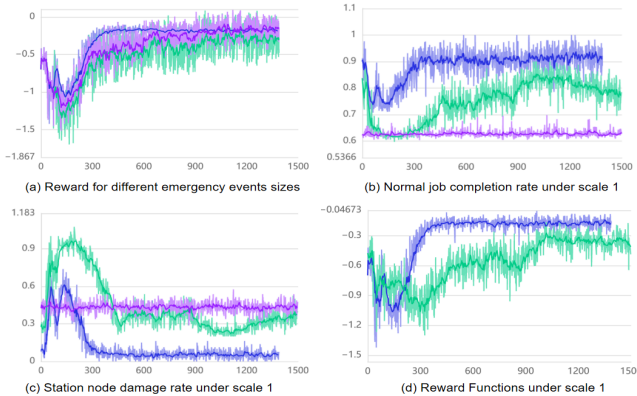 0
−0.5
−1
−1.5
−1.867
0 300 600 900 1200 1500
(a) Reward for different emergency events sizes
1.1
1
0.9
0.8
0.7
0.6
0.5366
0 300 600 900 1200 1500
(b) Normal job completion rate under scale 1
1.183
0.9
0.6
0.3
0
0 300 600 900 1200 1500
(c) Station node damage rate under scale 1
−0.04673
−0.3
−0.6
−0.9
−1.2
−1.5
0 300 600 900 1200 1500
(d) Reward Functions under scale 1